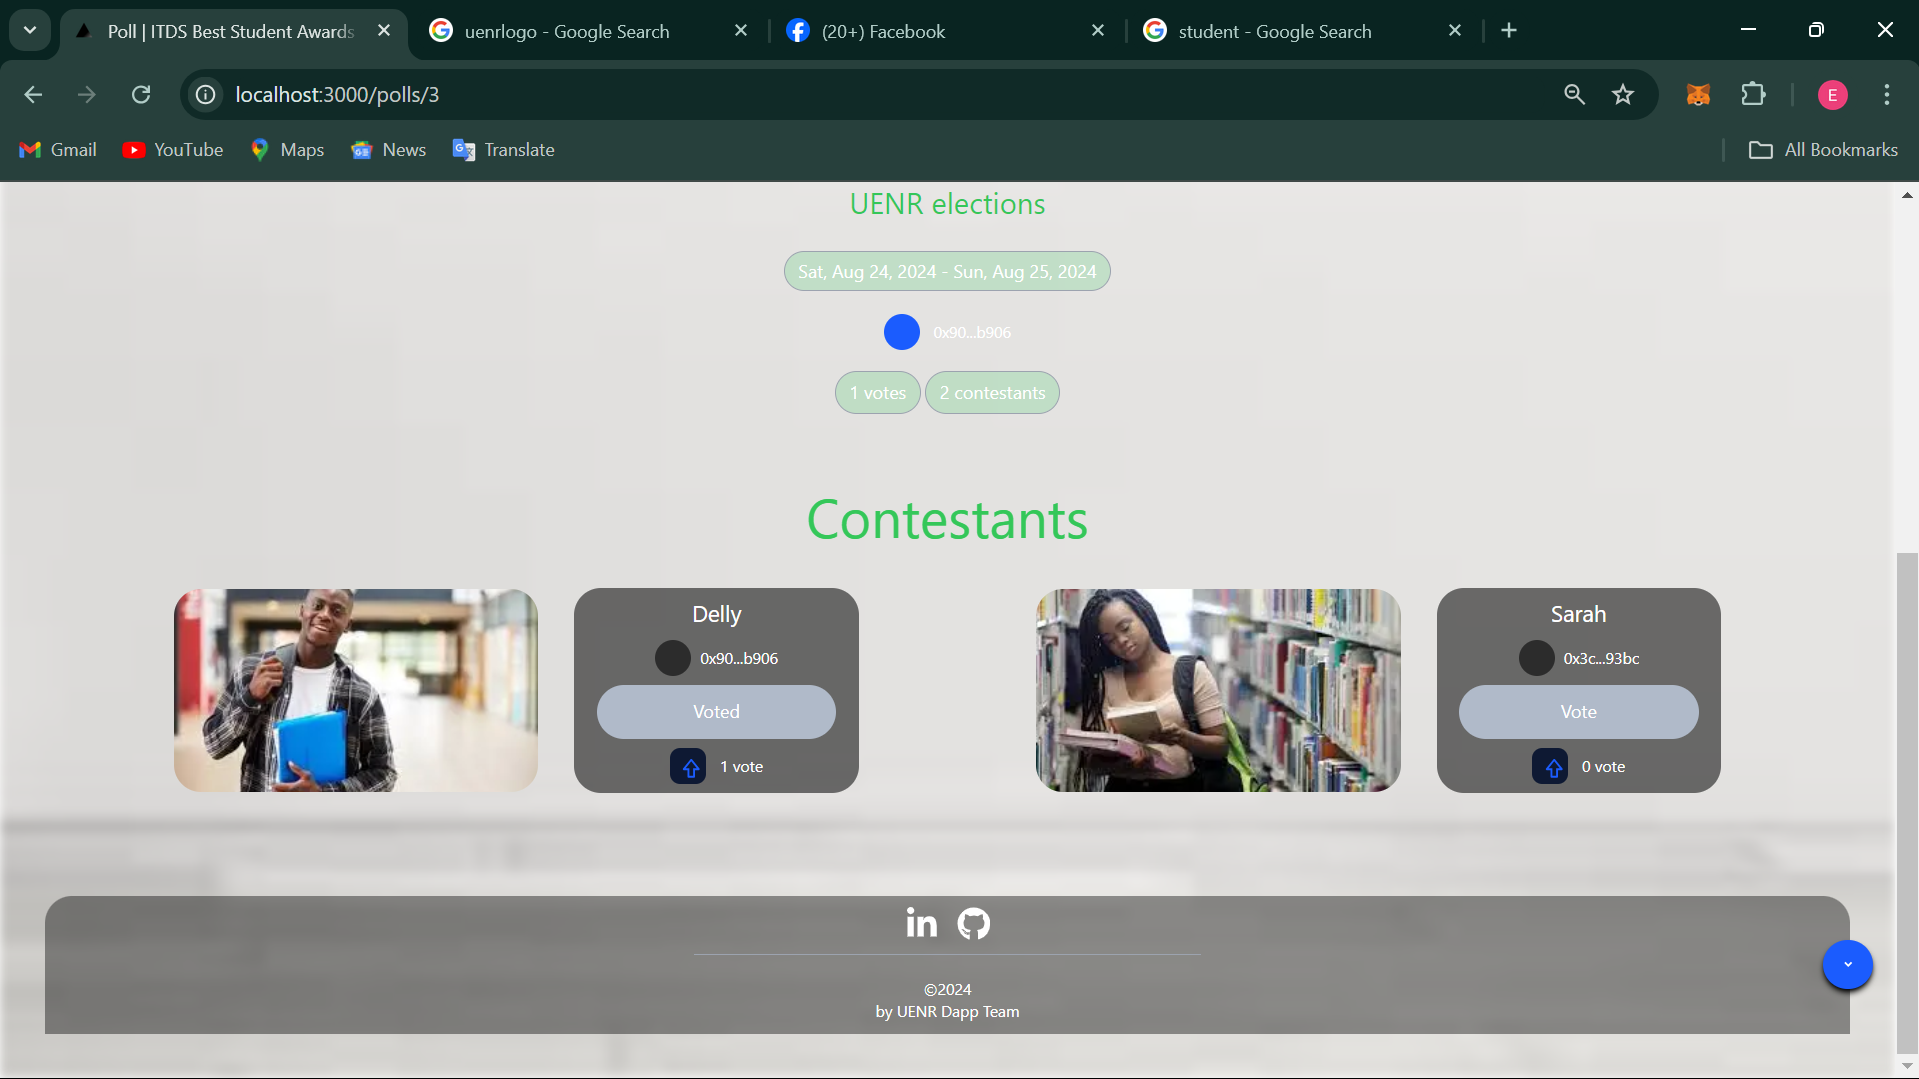 Poll | ITDS Best Student Awards
uenrlogo - Google Search
(20+) Facebook
student - Google Search
localhost:3000/polls/3
E
Gmail
YouTube
Maps
News
Translate
All Bookmarks
UENR elections
Sat, Aug 24, 2024 - Sun, Aug 25, 2024
0x90...b906
1 votes
2 contestants
Contestants
Delly
0x90...b906
Voted
1 vote
Sarah
0x3c...93bc
Vote
0 vote
©2024
by UENR Dapp Team